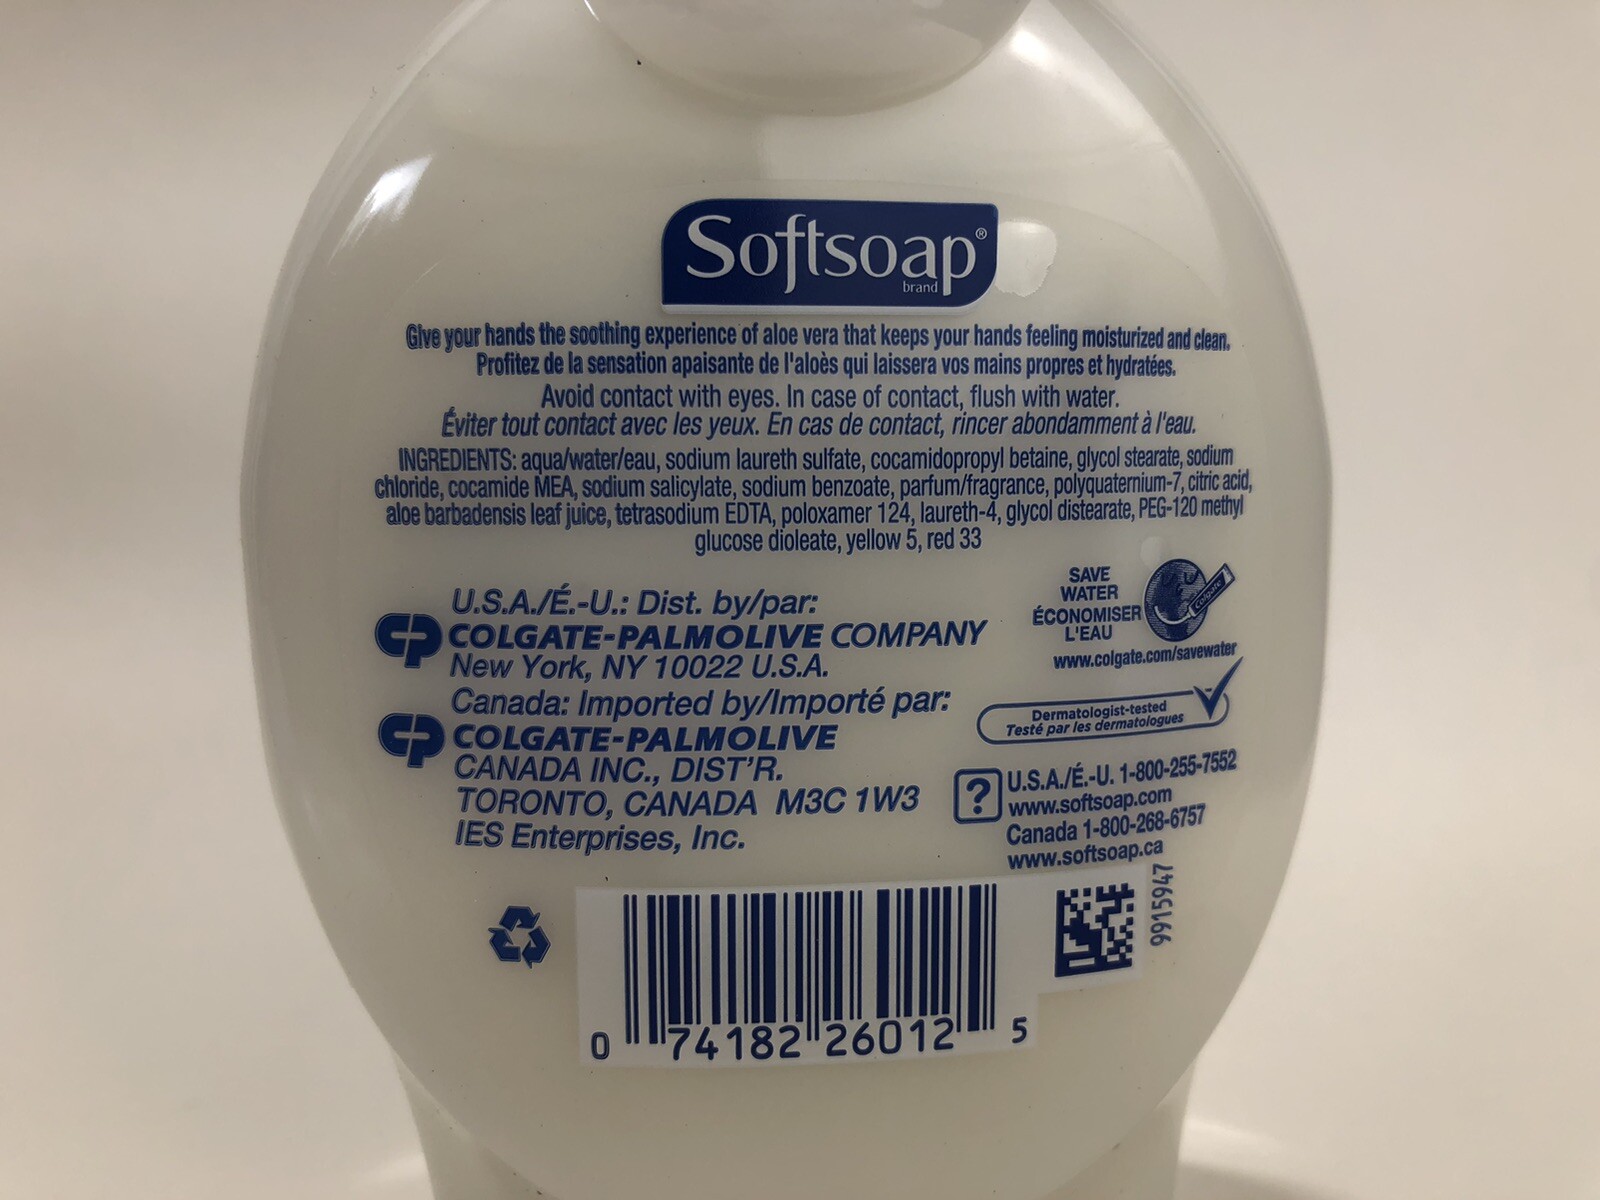 Softsoap®
brand
Give your hands the soothing experience of aloe vera that keeps your hands feeling moisturized and clean.
Profitez de la sensation apaisante de l'aloès qui laissera vos mains propres et hydratées.
Avoid contact with eyes. In case of contact, flush with water.
Éviter tout contact avec les yeux. En cas de contact, rincer abondamment à l'eau.
INGREDIENTS: aqua/water/eau, sodium laureth sulfate, cocamidopropyl betaine, glycol stearate, sodium
chloride, cocamide MEA, sodium salicylate, sodium benzoate, parfum/fragrance, polyquaternium-7, citric acid,
aloe barbadensis leaf juice, tetrasodium EDTA, poloxamer 124, laureth-4, glycol distearate, PEG-120 methyl
glucose dioleate, yellow 5, red 33
U.S.A./É.-U.: Dist. by/par:
CP COLGATE-PALMOLIVE COMPANY
New York, NY 10022 U.S.A.
Canada: Imported by/Importé par:
CP COLGATE-PALMOLIVE
CANADA INC., DIST'R.
TORONTO, CANADA M3C 1W3
IES Enterprises, Inc.
SAVE
WATER
ÉCONOMISER
L'EAU
Colgate
www.colgate.com/savewater
Dermatologist-tested
Testé par les dermatologues
? U.S.A./É.-U. 1-800-255-7552
www.softsoap.com
Canada 1-800-268-6757
www.softsoap.ca
9915947
0 74182 26012 5